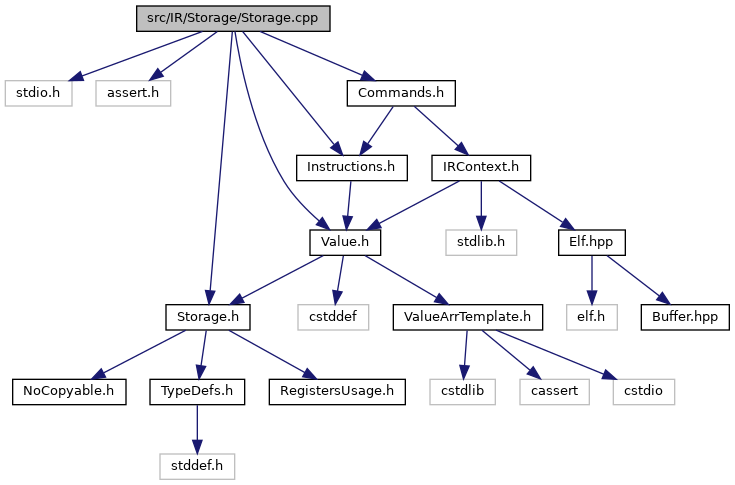 src/IR/Storage/Storage.cpp
stdio.h
assert.h
Commands.h
Instructions.h
IRContext.h
Value.h
stdlib.h
Elf.hpp
Storage.h
cstddef
ValueArrTemplate.h
elf.h
Buffer.hpp
NoCopyable.h
TypeDefs.h
RegistersUsage.h
cstdlib
cassert
cstdio
stddef.h